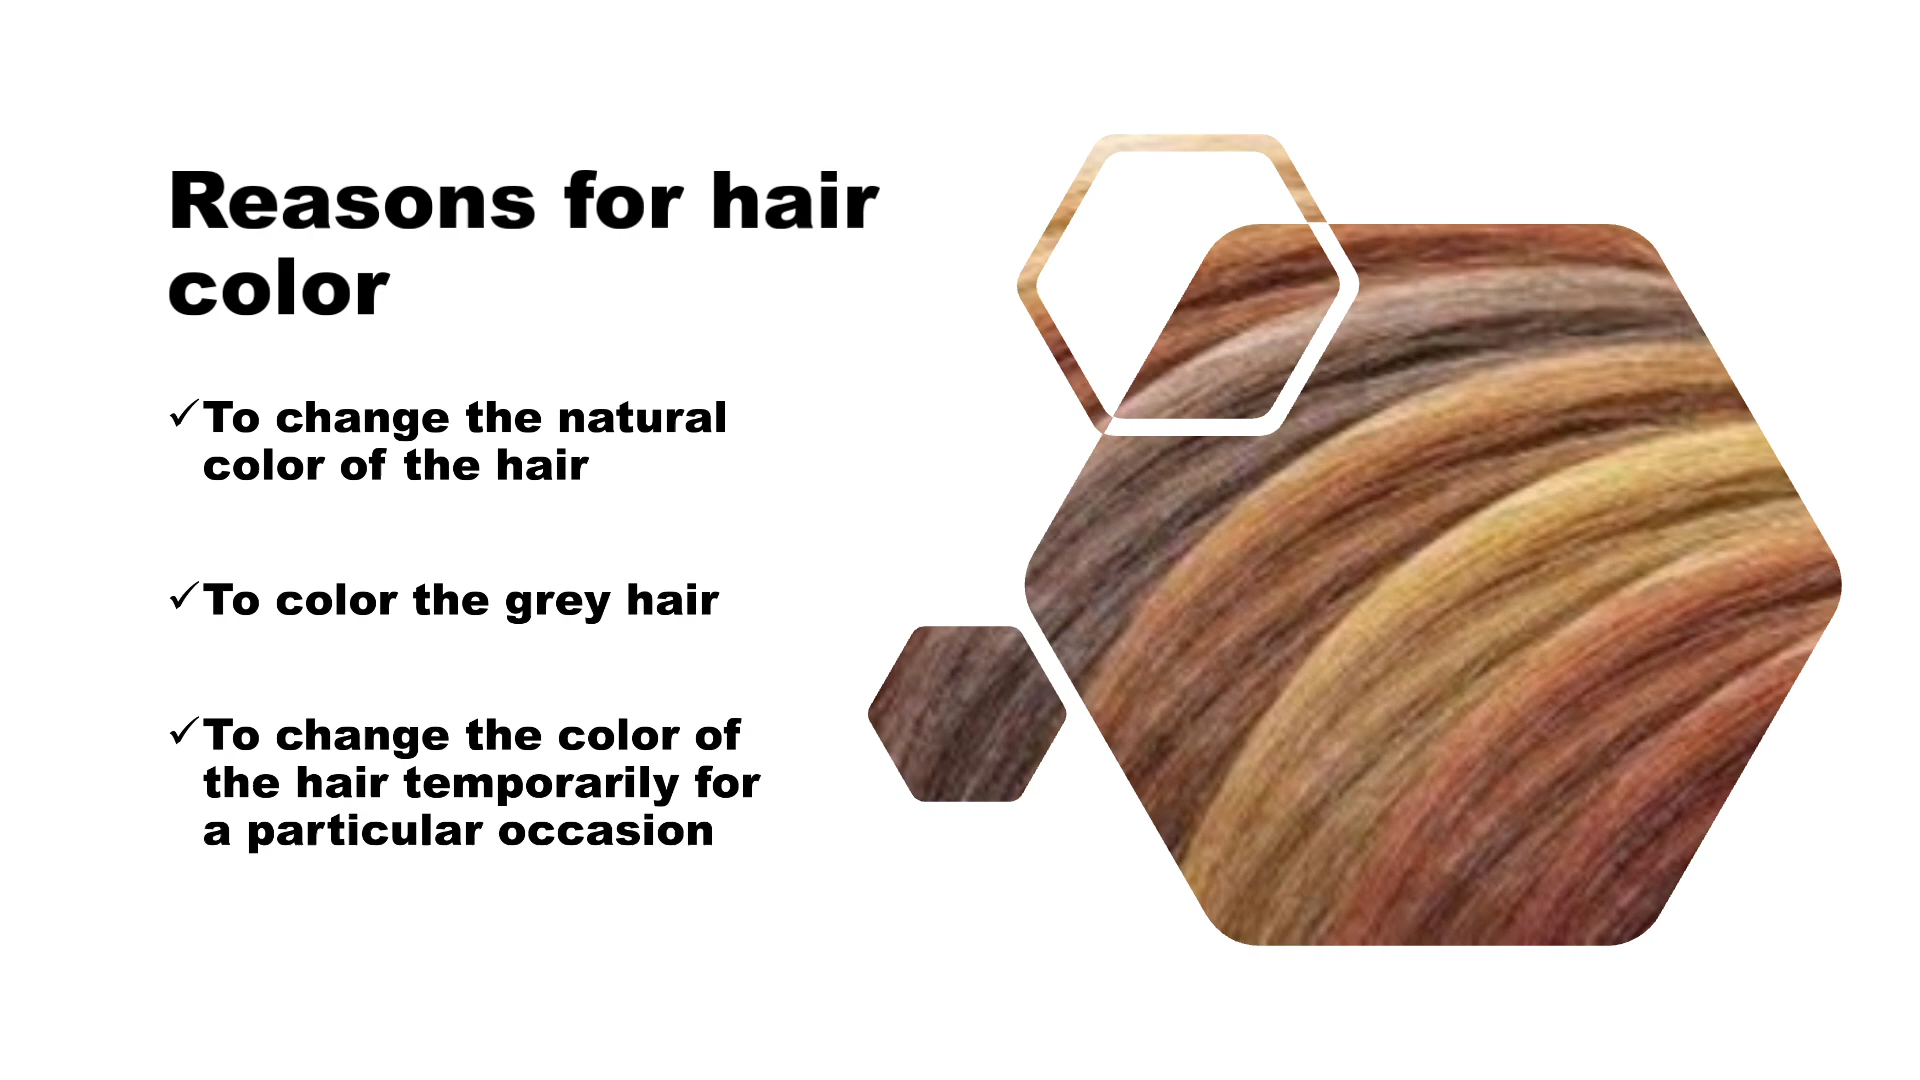 Reasons for hair
color
✓To change the natural
color of the hair
✓To color the grey hair
✓To change the color of
the hair temporarily for
a particular occasion